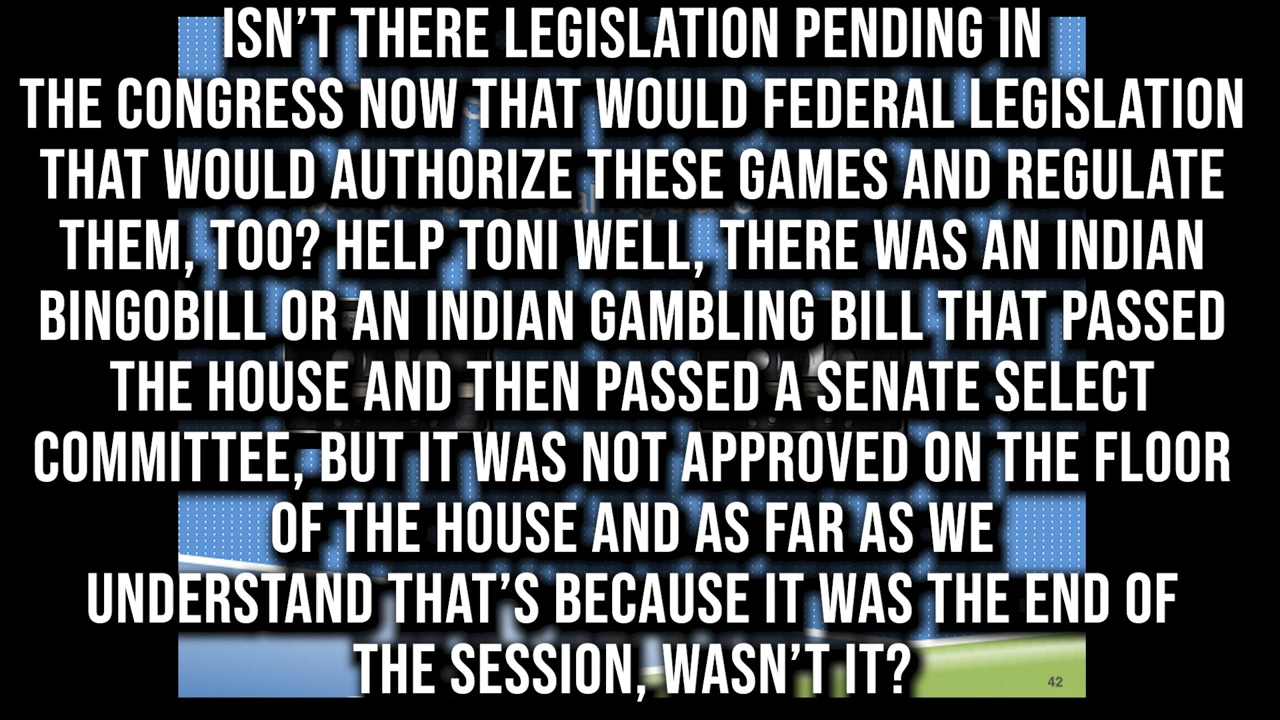 ISN'T THERE LEGISLATION PENDING IN
THE CONGRESS NOW THAT WOULD FEDERAL LEGISLATION
THAT WOULD AUTHORIZE THESE GAMES AND REGULATE
THEM, TOO? HELP TONI WELL, THERE WAS AN INDIAN
BINGOBILL OR AN INDIAN GAMBLING BILL THAT PASSED
THE HOUSE AND THEN PASSED A SENATE SELECT
COMMITTEE, BUT IT WAS NOT APPROVED ON THE FLOOR
OF THE HOUSE AND AS FAR AS WE
UNDERSTAND THAT'S BECAUSE IT WAS THE END OF
THE SESSION, WASN'T IT?
42